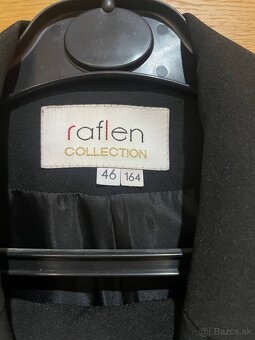 raflen
COLLECTION
46 164
@( Bazos.sk